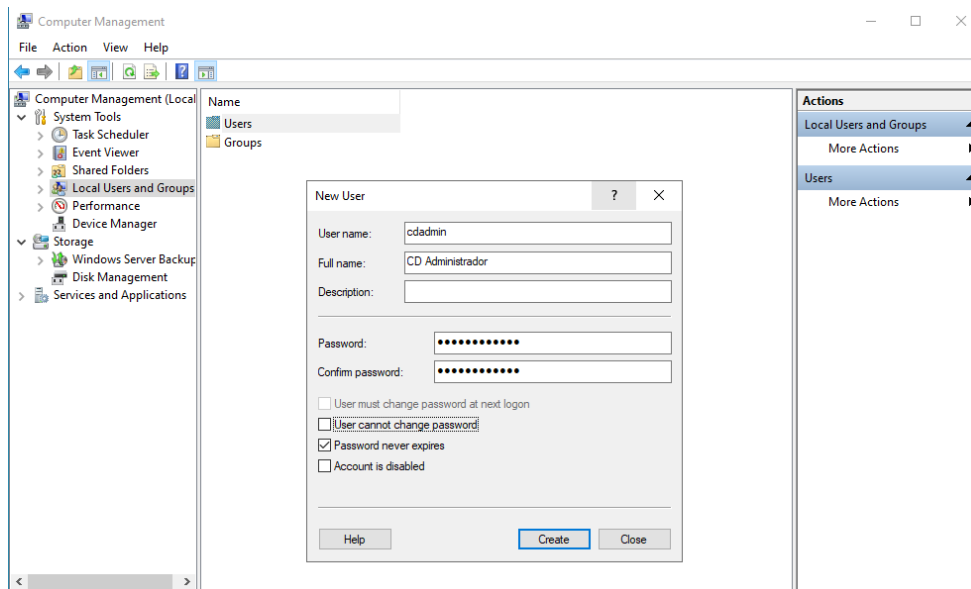 Computer Management
File Action View Help
Computer Management (Local
System Tools
Task Scheduler
Event Viewer
Shared Folders
Local Users and Groups
Performance
Device Manager
Storage
Windows Server Backup
Disk Management
Services and Applications
Name
Users
Groups
New User
?
User name: cdadmin
Full name: CD Administrador
Description:
Password: ●●●●●●●●●●●●
Confirm password: ●●●●●●●●●●●●
User must change password at next logon
User cannot change password
Password never expires
Account is disabled
Help Create Close
Actions
Local Users and Groups
More Actions
Users
More Actions